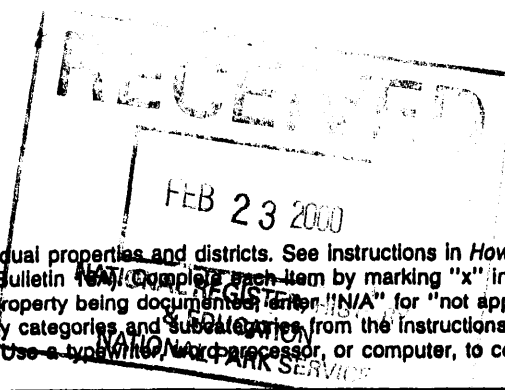 RECEIVED
FEB 23 2000
dual properties and districts. See instructions in How
Bulletin 16A). Complete each item by marking "x" in
roperty being documented, enter "N/A" for "not app
y categories and subcategories from the instructions
Use a typewriter, word processor, or computer, to co
REGISTER
& EDUCATION
NATIONAL PARK SERVICE